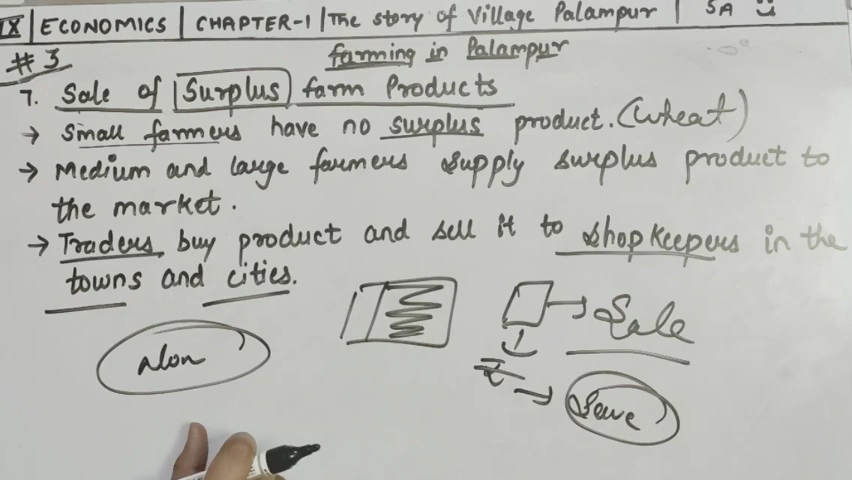 IX | ECONOMICS | CHAPTER-1 | The story of Village Palampur | SA
# 3 farming in Palampur
7. Sale of Surplus farm Products
→ Small farmers have no surplus product. (Wheat)
→ Medium and large farmers supply surplus product to
the market.
→ Traders buy product and sell it to shopkeepers in the
towns and cities.
→ Sale
₹ → Save